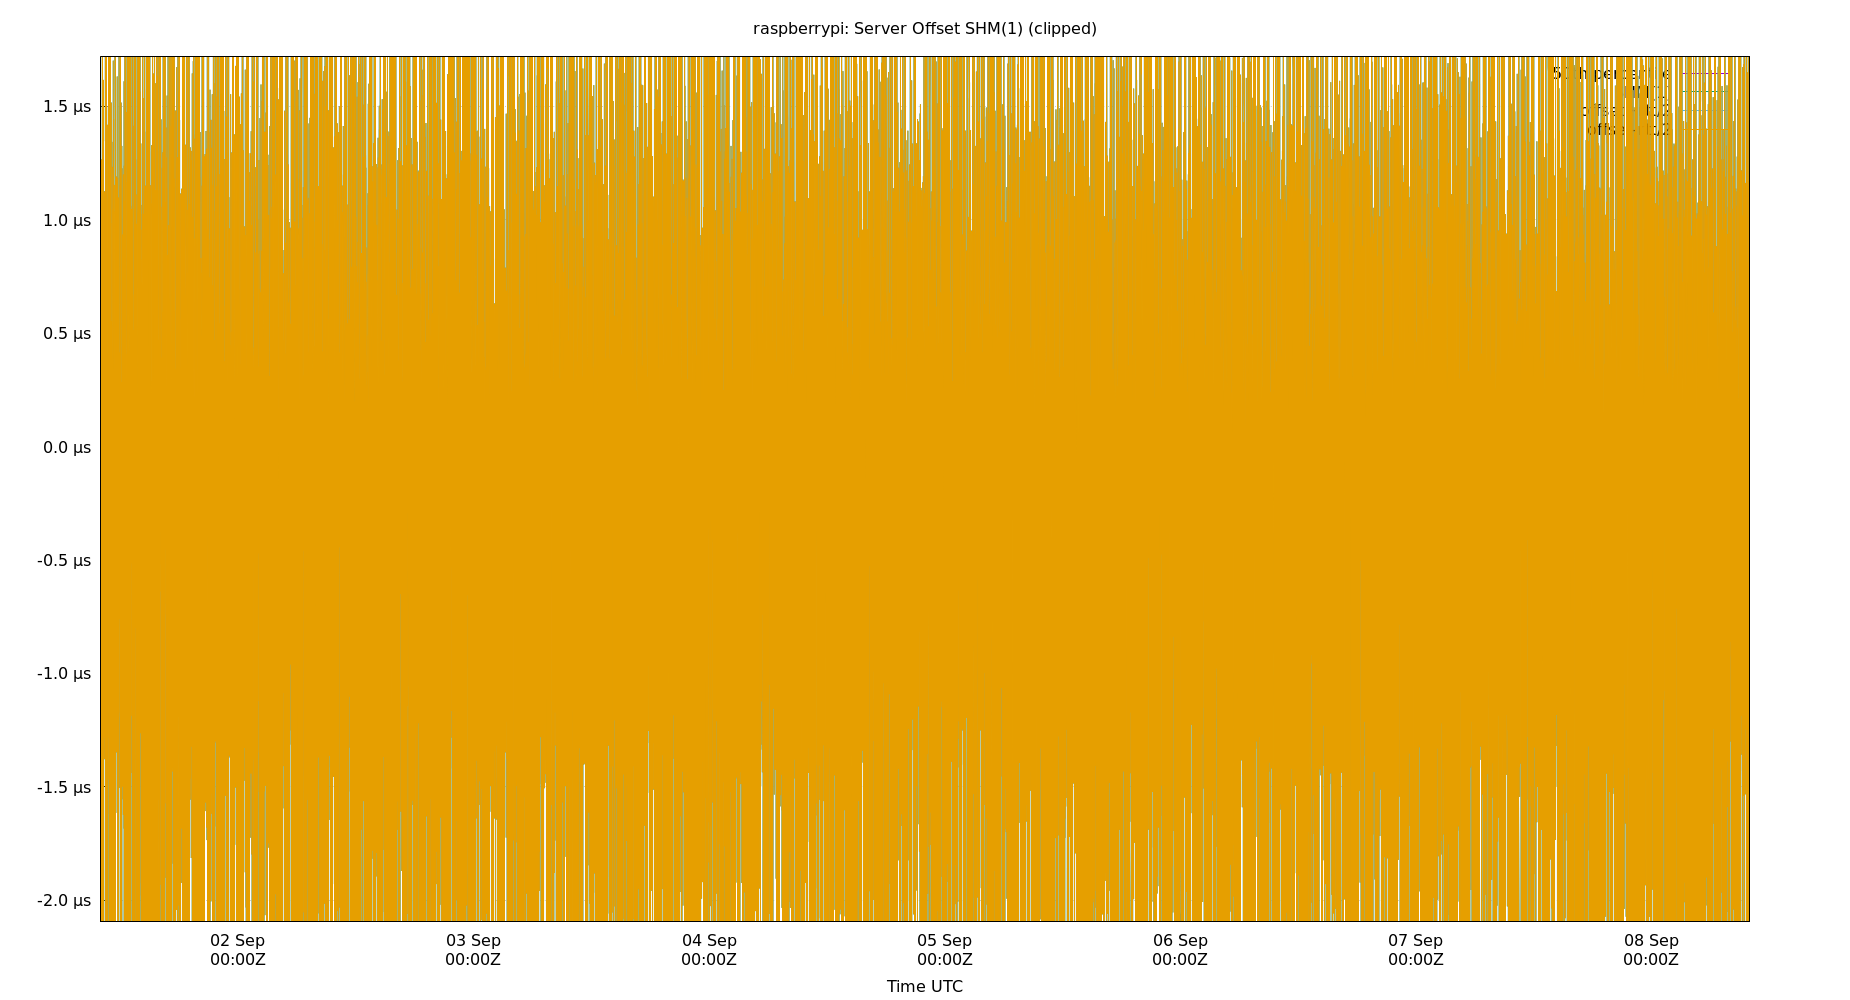 raspberrypi: Server Offset SHM(1) (clipped)
1.5 µs
1.0 µs
0.5 µs
0.0 µs
-0.5 µs
-1.0 µs
-1.5 µs
-2.0 µs
02 Sep 03 Sep 04 Sep 05 Sep 06 Sep 07 Sep 08 Sep
00:00Z 00:00Z 00:00Z 00:00Z 00:00Z 00:00Z 00:00Z
Time UTC